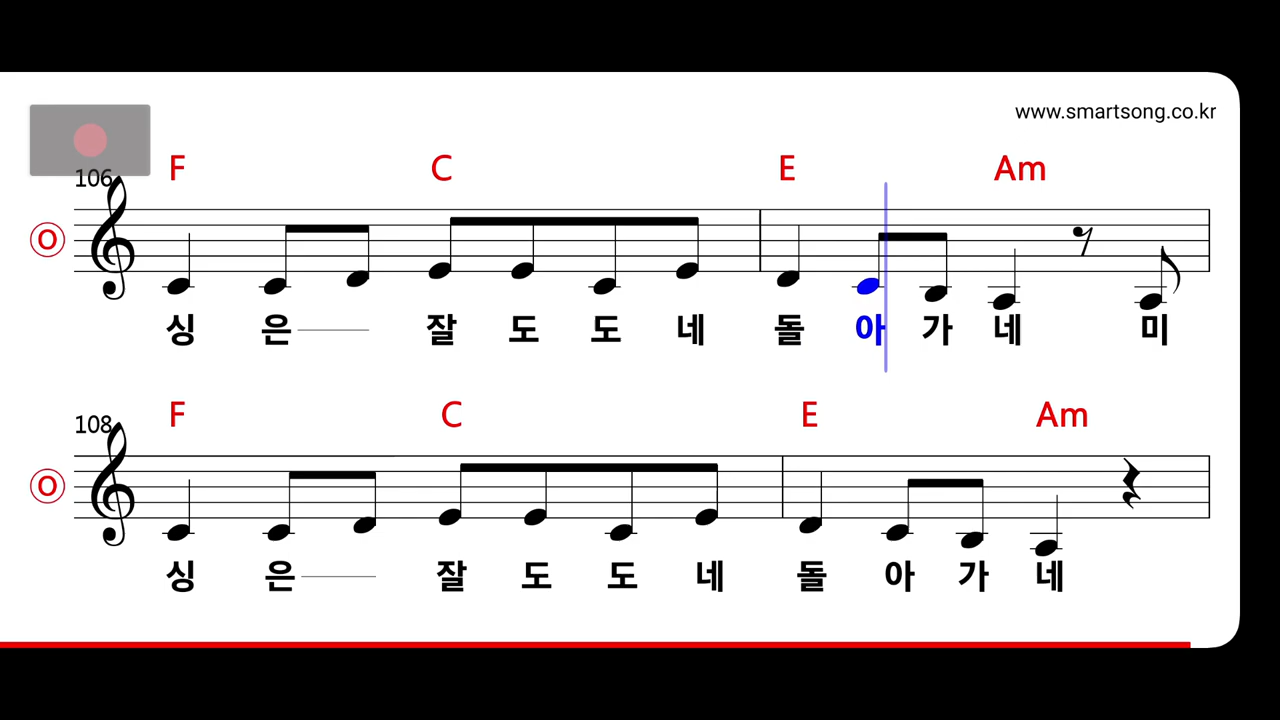 www.smartsong.co.kr
F C E Am
106
O
싱 은 잘 도 도 네 돌 아 가 네 미
F C E Am
108
O
싱 은 잘 도 도 네 돌 아 가 네